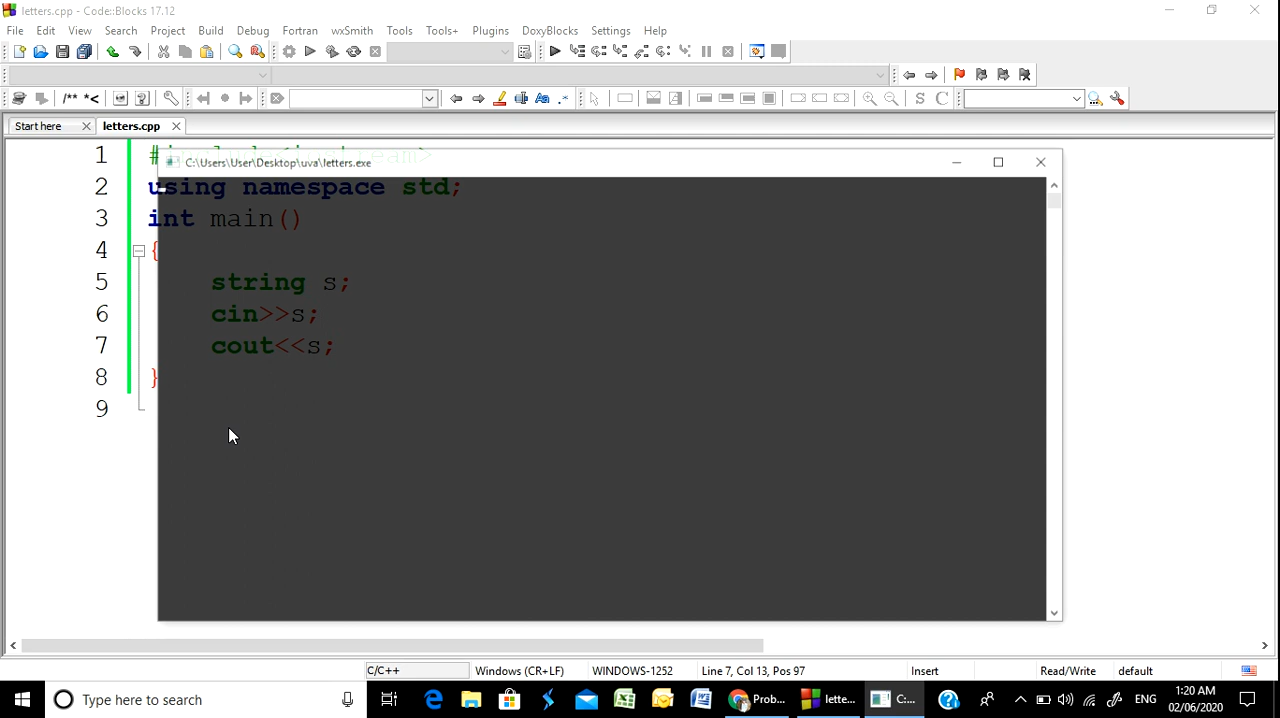 letters.cpp - Code::Blocks 17.12
File Edit View Search Project Build Debug Fortran wxSmith Tools Tools+ Plugins DoxyBlocks Settings Help
/** *<
S C
Start here letters.cpp
1 #include<iostream>
C:\Users\User\Desktop\uva\letters.exe
2 using namespace std;
3 int main()
4 {
5 string s;
6 cin>>s;
7 cout<<s;
8 }
9
C/C++ Windows (CR+LF) WINDOWS-1252 Line 7, Col 13, Pos 97 Insert Read/Write default
Type here to search Prob... lette... C:... ENG 1:20 AM
02/06/2020